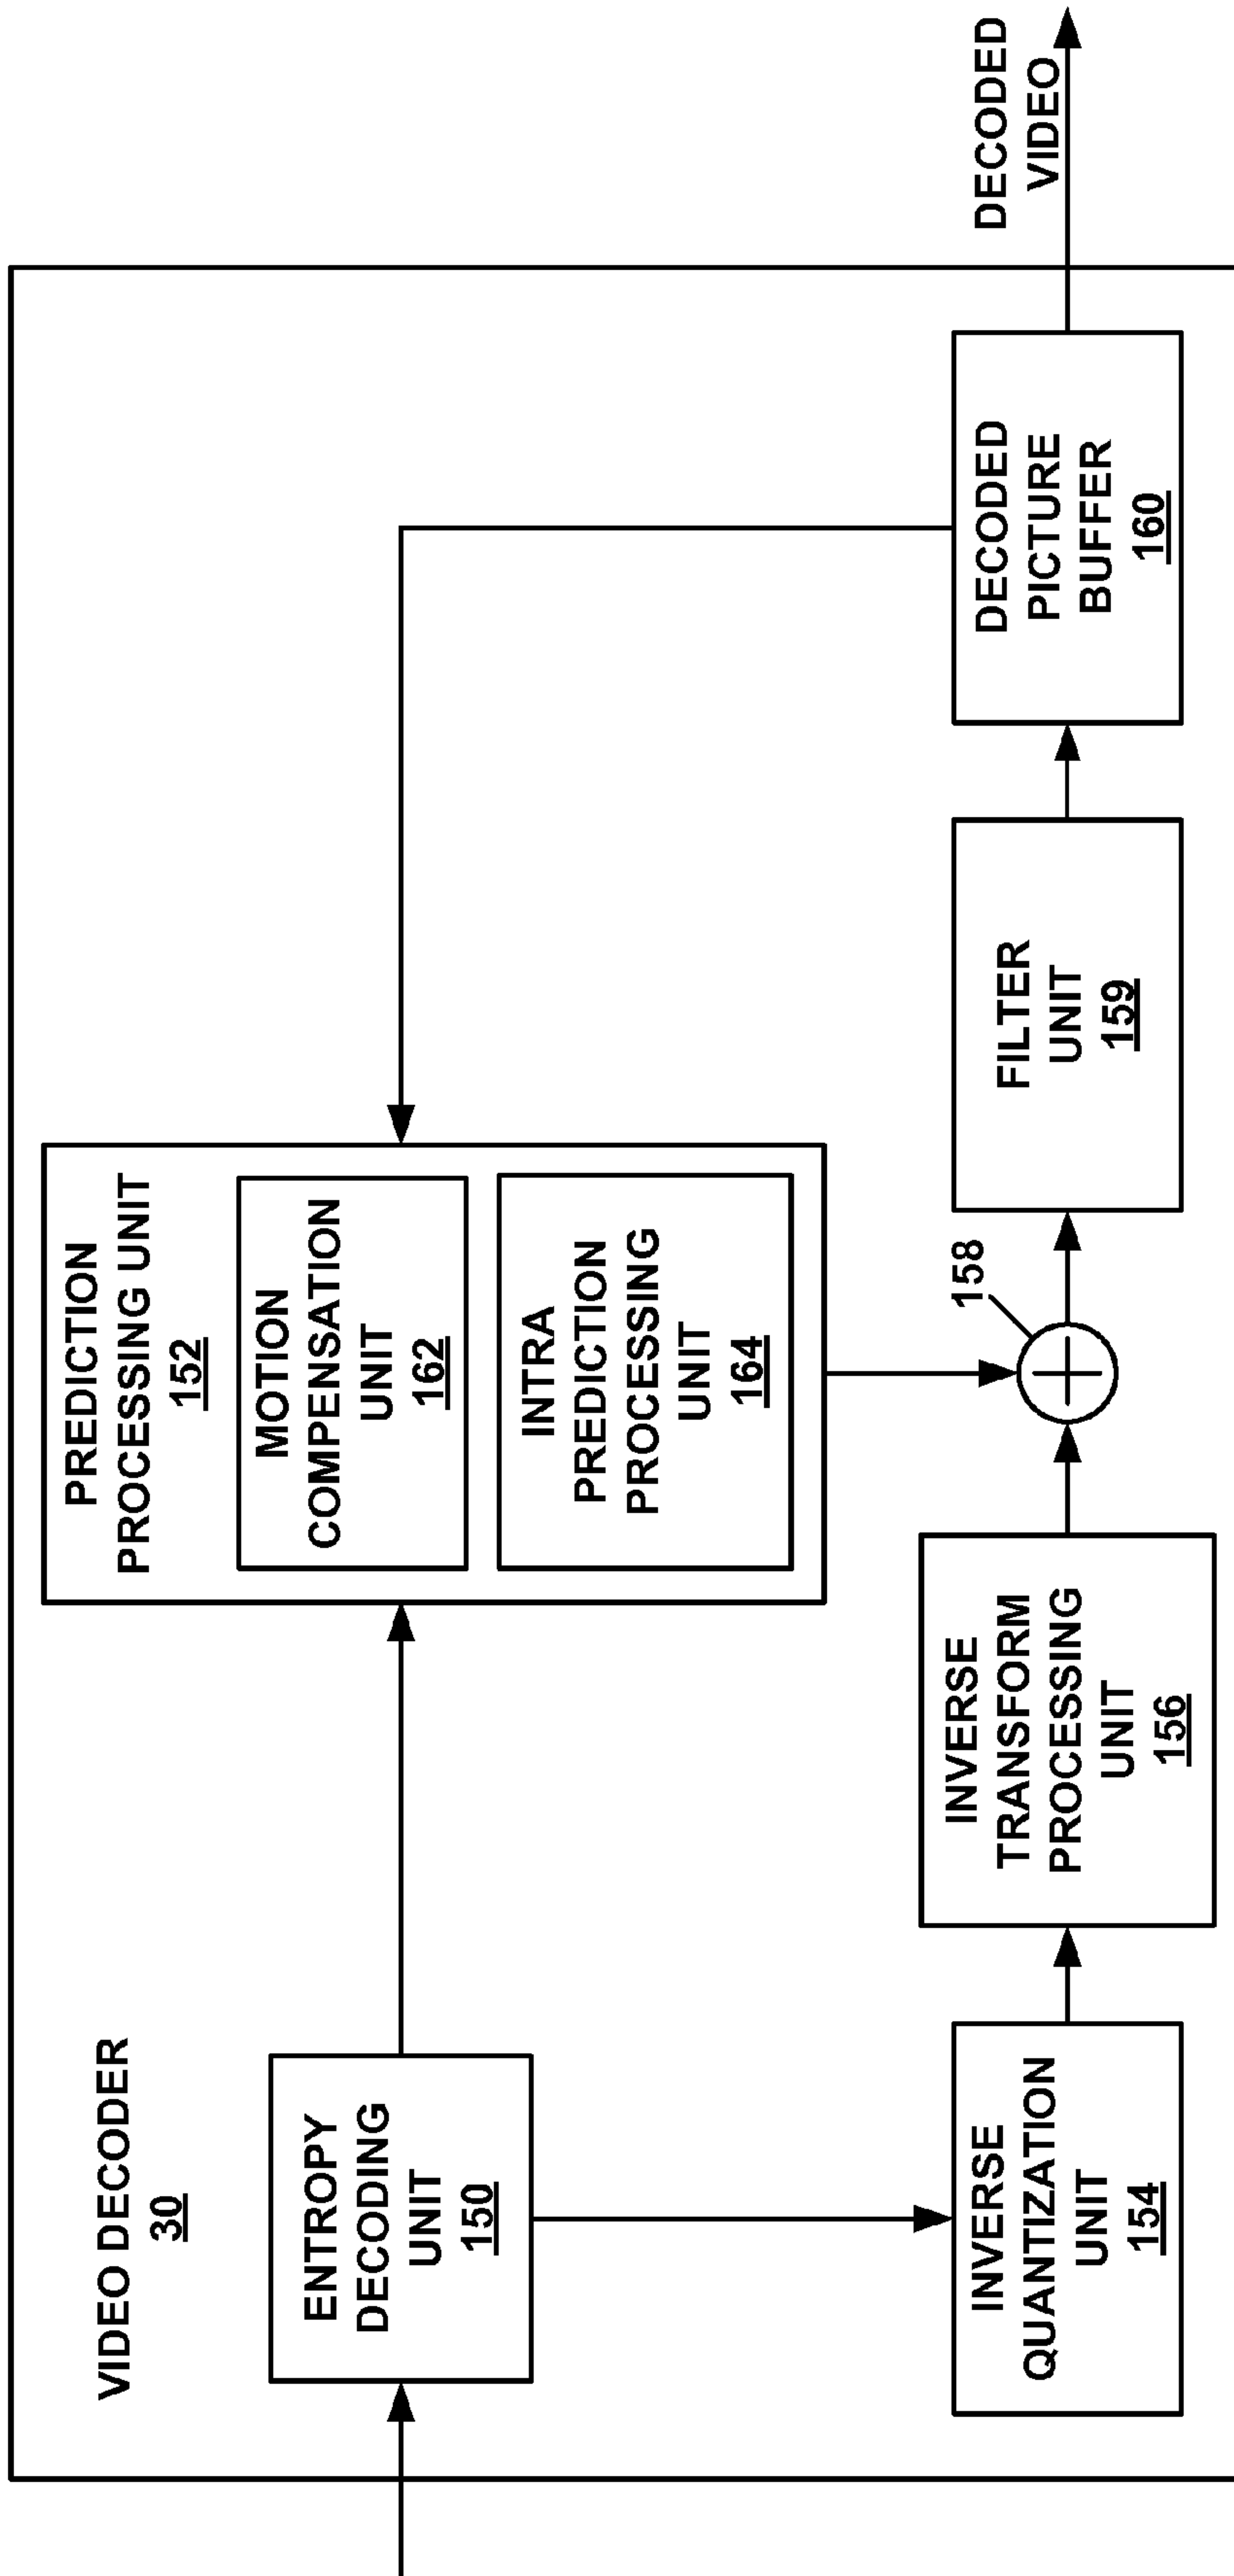 VIDEO DECODER
30
ENTROPY
DECODING
UNIT
150
PREDICTION
PROCESSING UNIT
152
MOTION
COMPENSATION
UNIT
162
INTRA
PREDICTION
PROCESSING
UNIT
164
INVERSE
QUANTIZATION
UNIT
154
INVERSE
TRANSFORM
PROCESSING
UNIT
156
158
FILTER
UNIT
159
DECODED
PICTURE
BUFFER
160
DECODED
VIDEO